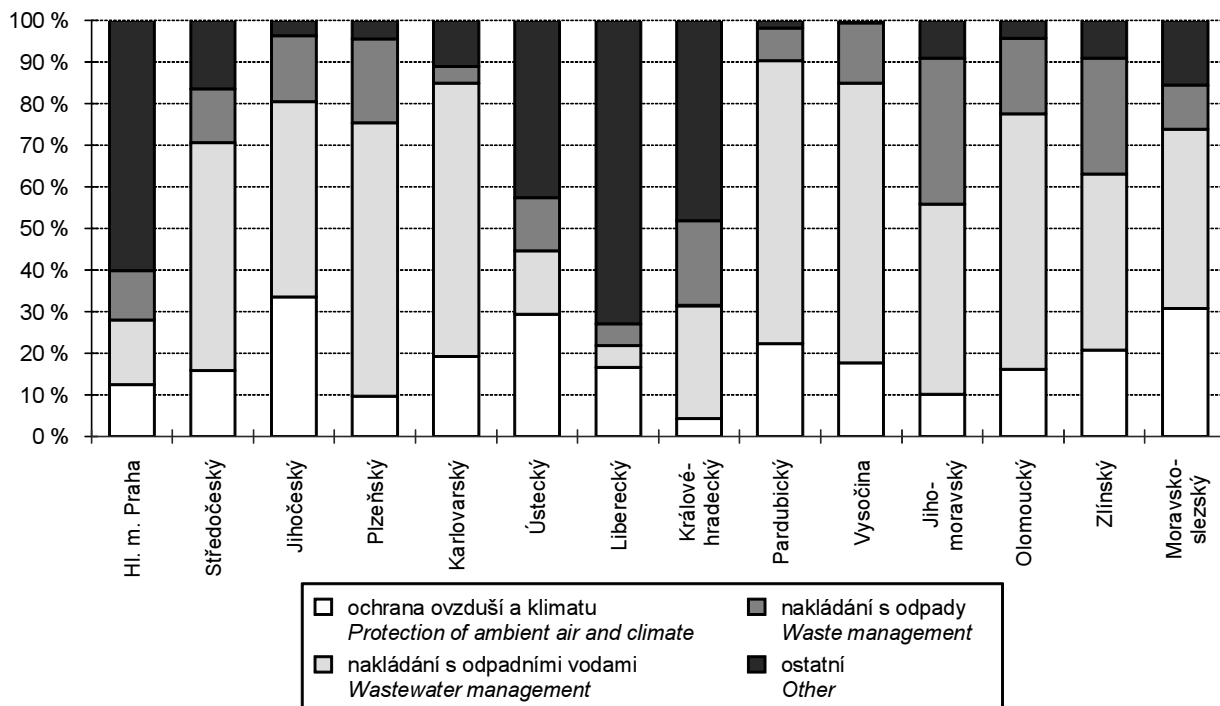 100 %
90 %
80 %
70 %
60 %
50 %
40 %
30 %
20 %
10 %
0 %
Hl. m. Praha
Středočeský
Jihočeský
Plzeňský
Karlovarský
Ústecký
Liberecký
Králové-
hradecký
Pardubický
Vysočina
Jiho-
moravský
Olomoucký
Zlínský
Moravsko-
slezský
ochrana ovzduší a klimatu
Protection of ambient air and climate
nakládání s odpadními vodami
Wastewater management
nakládání s odpady
Waste management
ostatní
Other